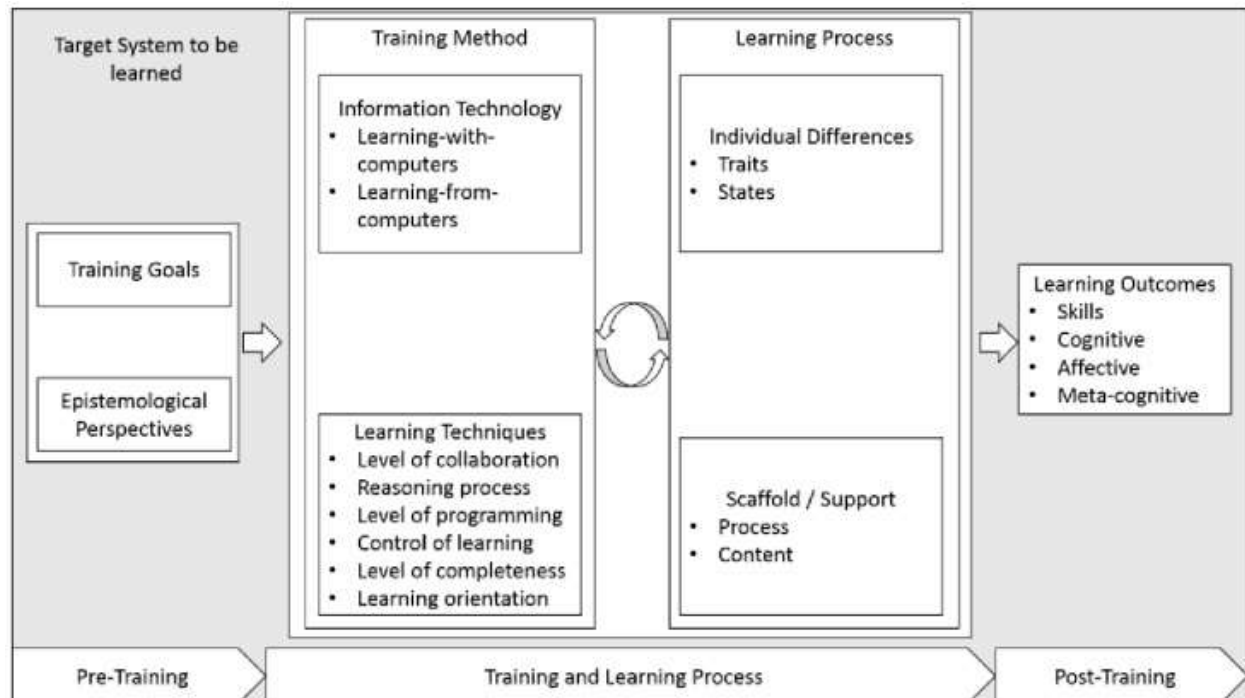 Target System to be
learned
Training Goals
Epistemological
Perspectives
Training Method
Information Technology
• Learning-with-
computers
• Learning-from-
computers
Learning Techniques
• Level of collaboration
• Reasoning process
• Level of programming
• Control of learning
• Level of completeness
• Learning orientation
Learning Process
Individual Differences
• Traits
• States
Scaffold / Support
• Process
• Content
Learning Outcomes
• Skills
• Cognitive
• Affective
• Meta-cognitive
Pre-Training
Training and Learning Process
Post-Training